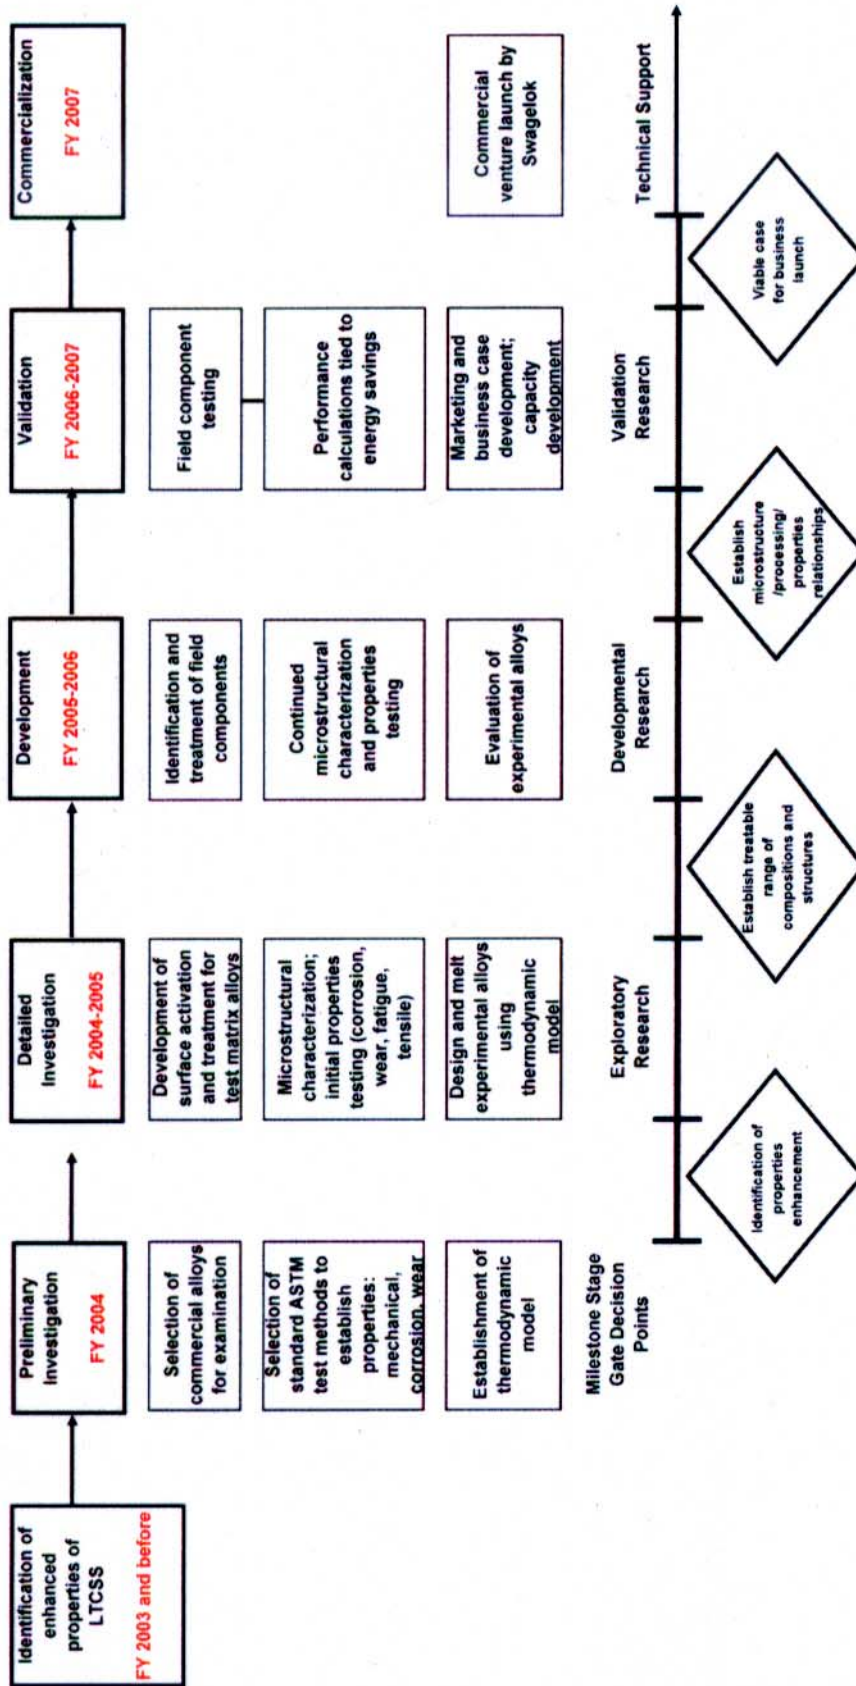 Identification of
enhanced
properties of
LTCSS
FY 2003 and before
Preliminary
Investigation
FY 2004
Detailed
Investigation
FY 2004-2005
Development
FY 2005-2006
Validation
FY 2006-2007
Commercialization
FY 2007
Selection of
commercial alloys
for examination
Development of
surface activation
and treatment for
test matrix alloys
Identification and
treatment of field
components
Field component
testing
Selection of
standard ASTM
test methods to
establish
properties:
mechanical,
corrosion, wear
Microstructural
characterization;
initial properties
testing (corrosion,
wear, fatigue,
tensile)
Continued
microstructural
characterization
and properties
testing
Performance
calculations tied to
energy savings
Establishment of
thermodynamic
model
Design and melt
experimental alloys
using
thermodynamic
model
Evaluation of
experimental alloys
Marketing and
business case
development;
capacity
development
Commercial
venture launch by
Swagelok
Milestone Stage
Gate Decision
Points
Exploratory
Research
Developmental
Research
Validation
Research
Technical Support
Identification of
properties
enhancement
Establish treatable
range of
compositions and
structures
Establish
microstructure
/processing/
properties
relationships
Viable case
for business
launch